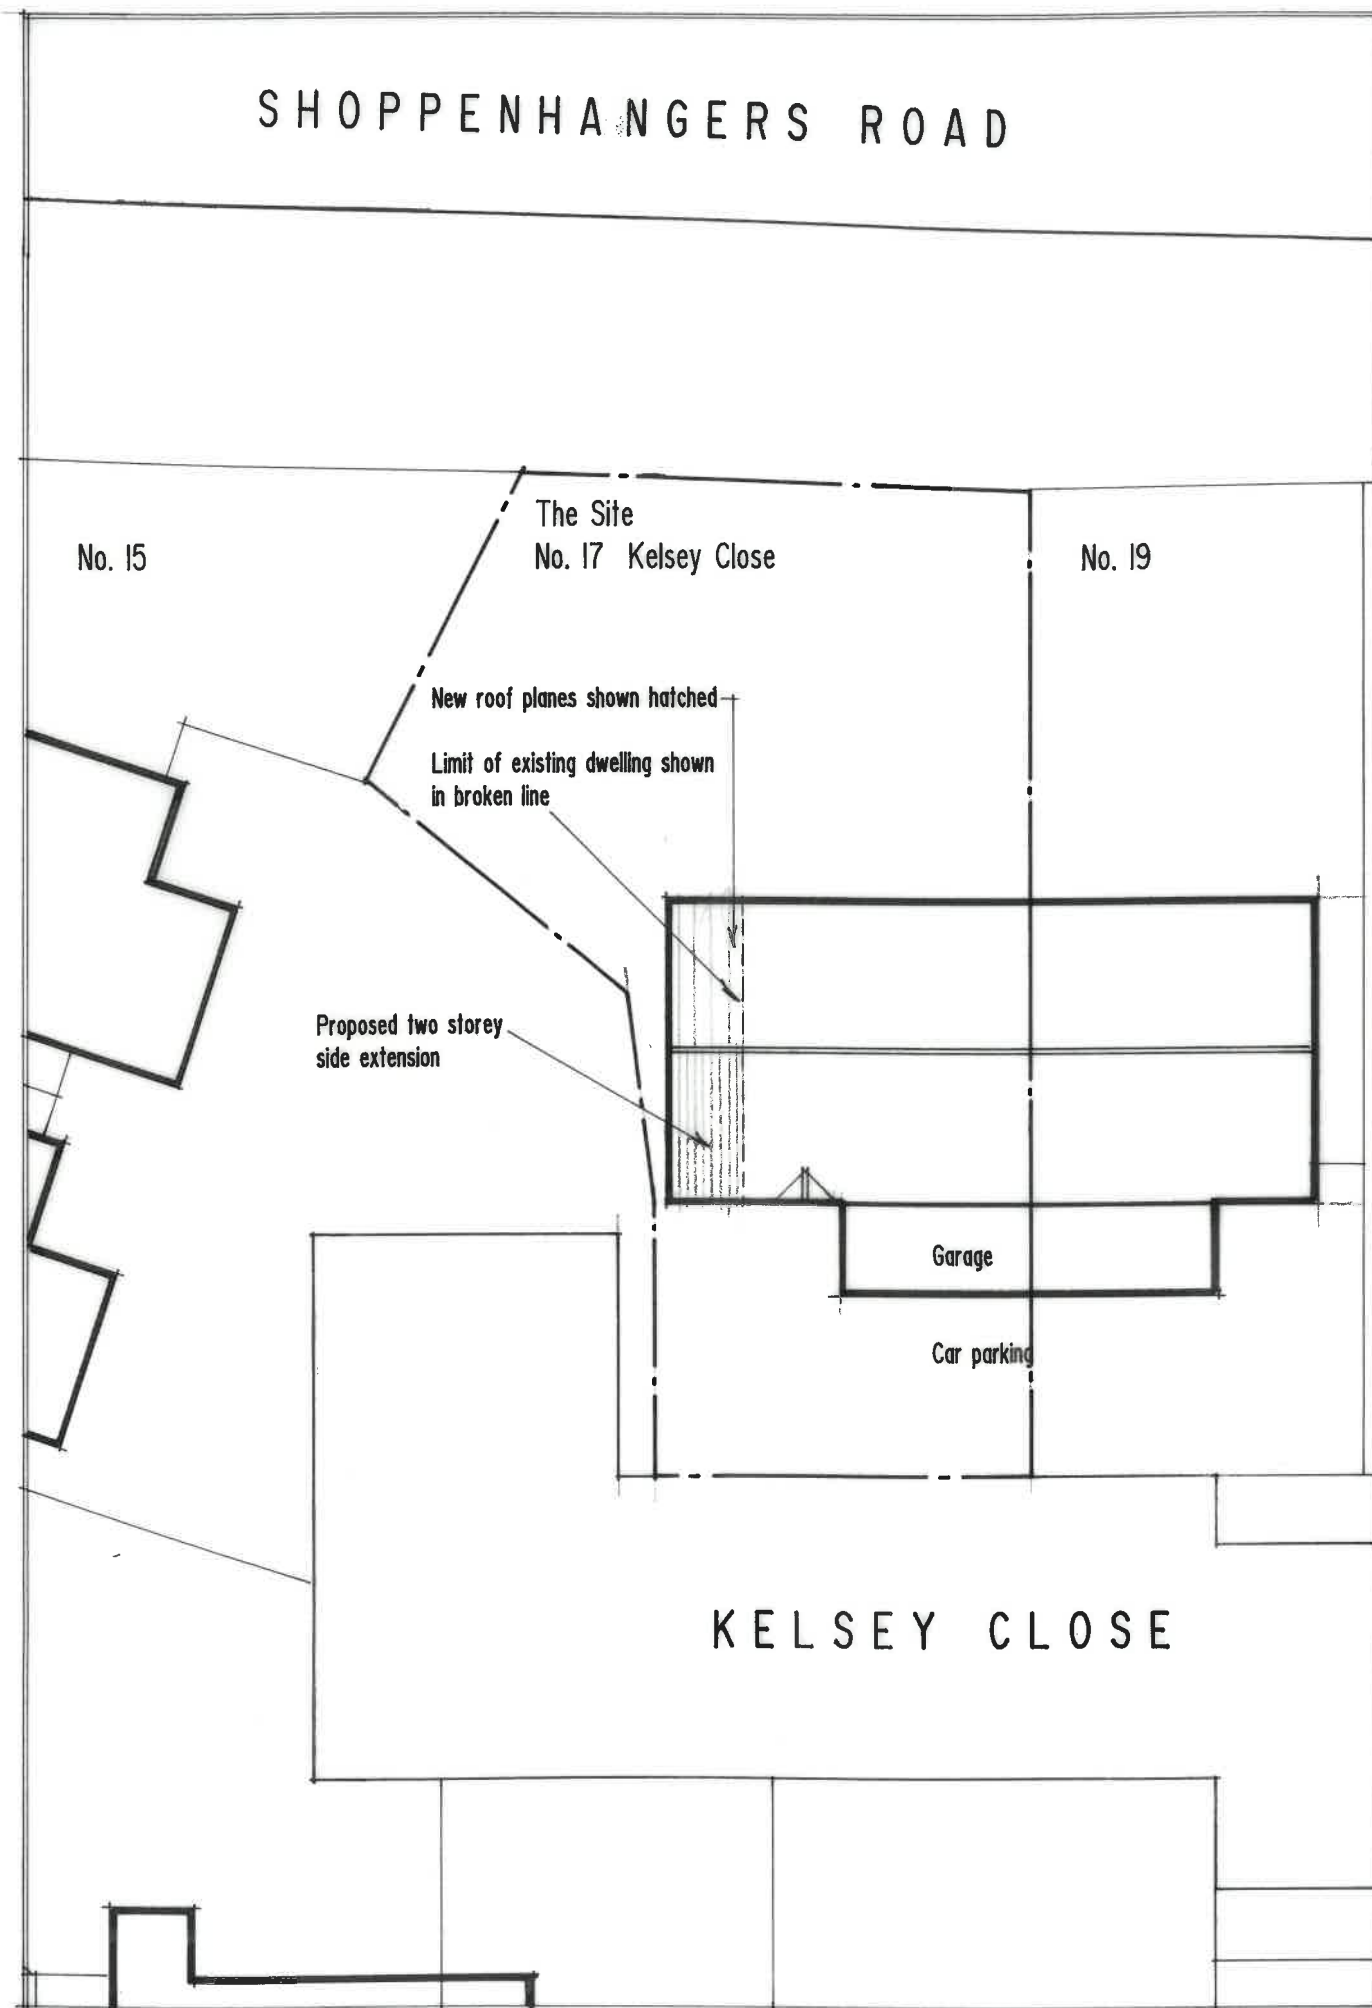 SHOPPENHANGERS ROAD
The Site
No. 15
No. 17 Kelsey Close
No. 19
New roof planes shown hatched
Limit of existing dwelling shown
in broken line
Proposed two storey
side extension
Garage
Car parking
KELSEY CLOSE